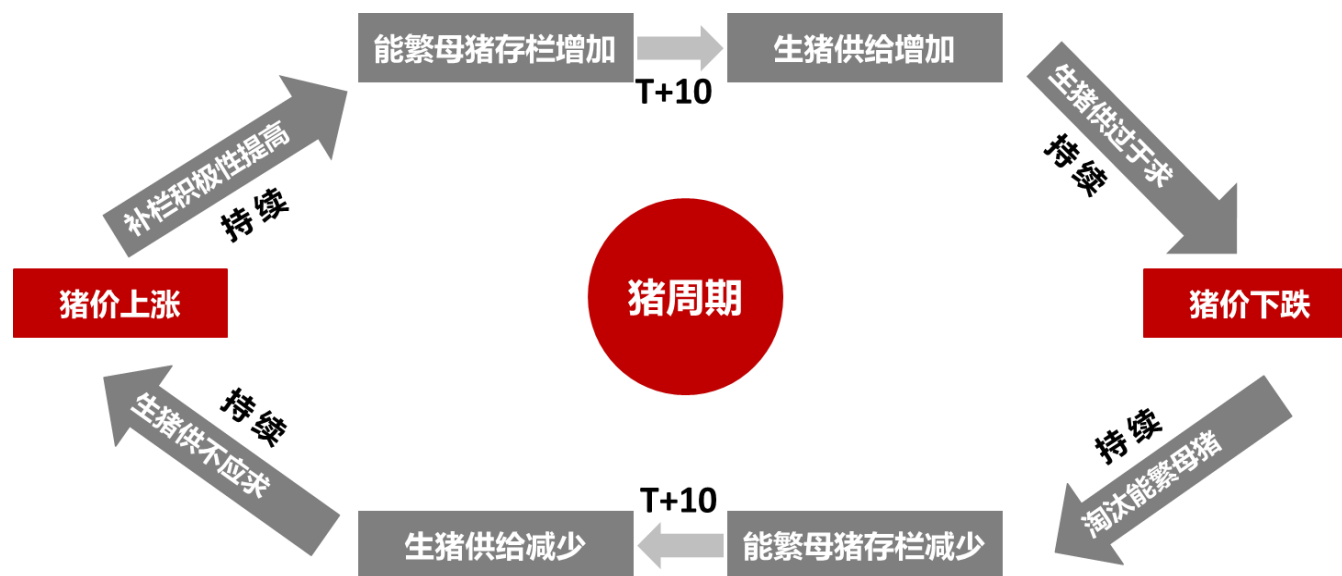 能繁母猪存栏增加
T+10
生猪供给增加
补栏积极性提高
持续
生猪供过于求
持续
猪价上涨
猪周期
猪价下跌
生猪供不应求
持续
淘汰能繁母猪
持续
T+10
生猪供给减少
能繁母猪存栏减少